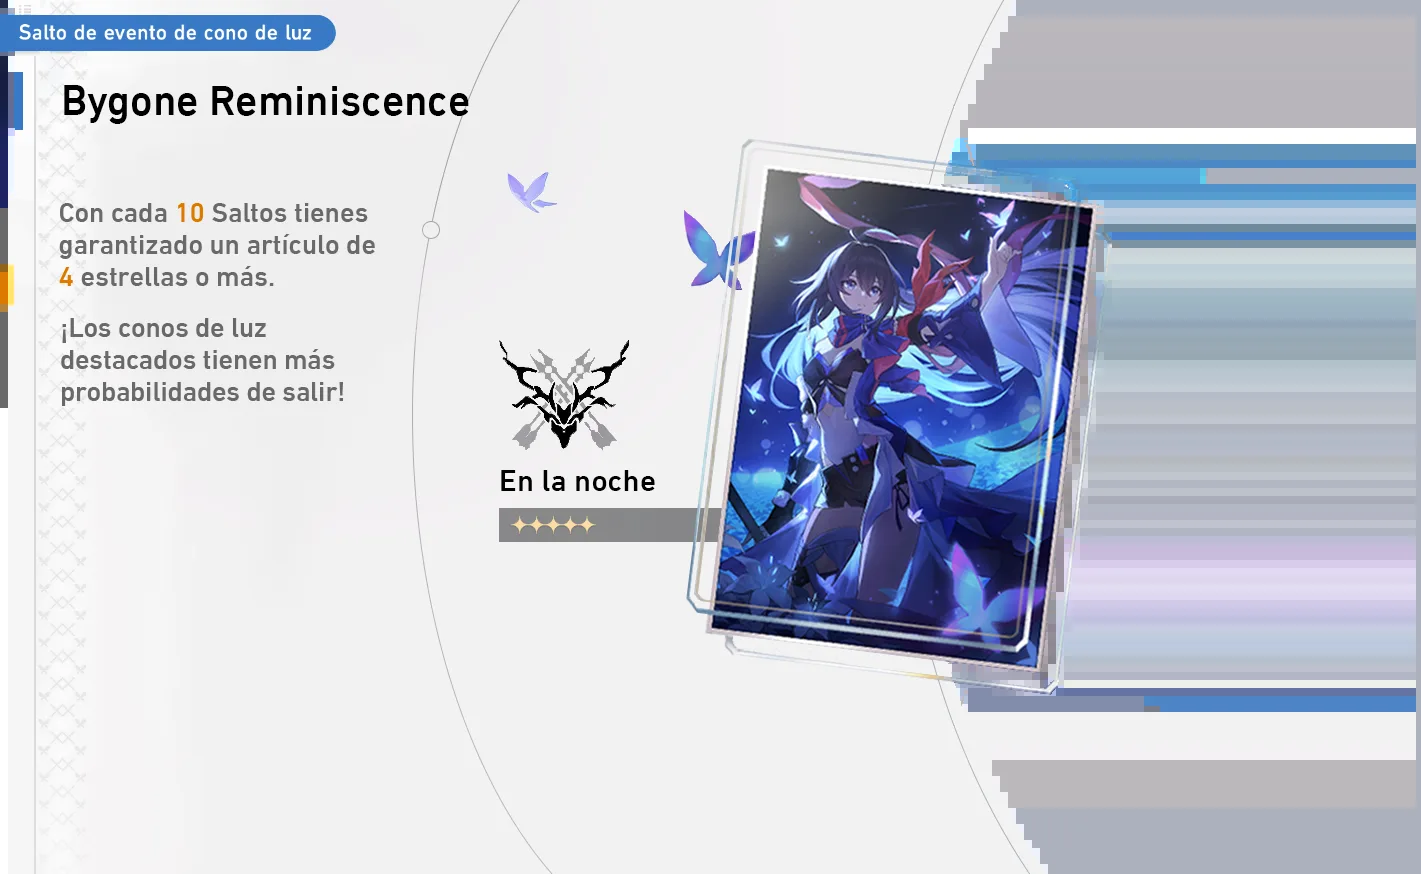 Salto de evento de cono de luz
Bygone Reminiscence
Con cada 10 Saltos tienes
garantizado un artículo de
4 estrellas o más.
¡Los conos de luz
destacados tienen más
probabilidades de salir!
En la noche